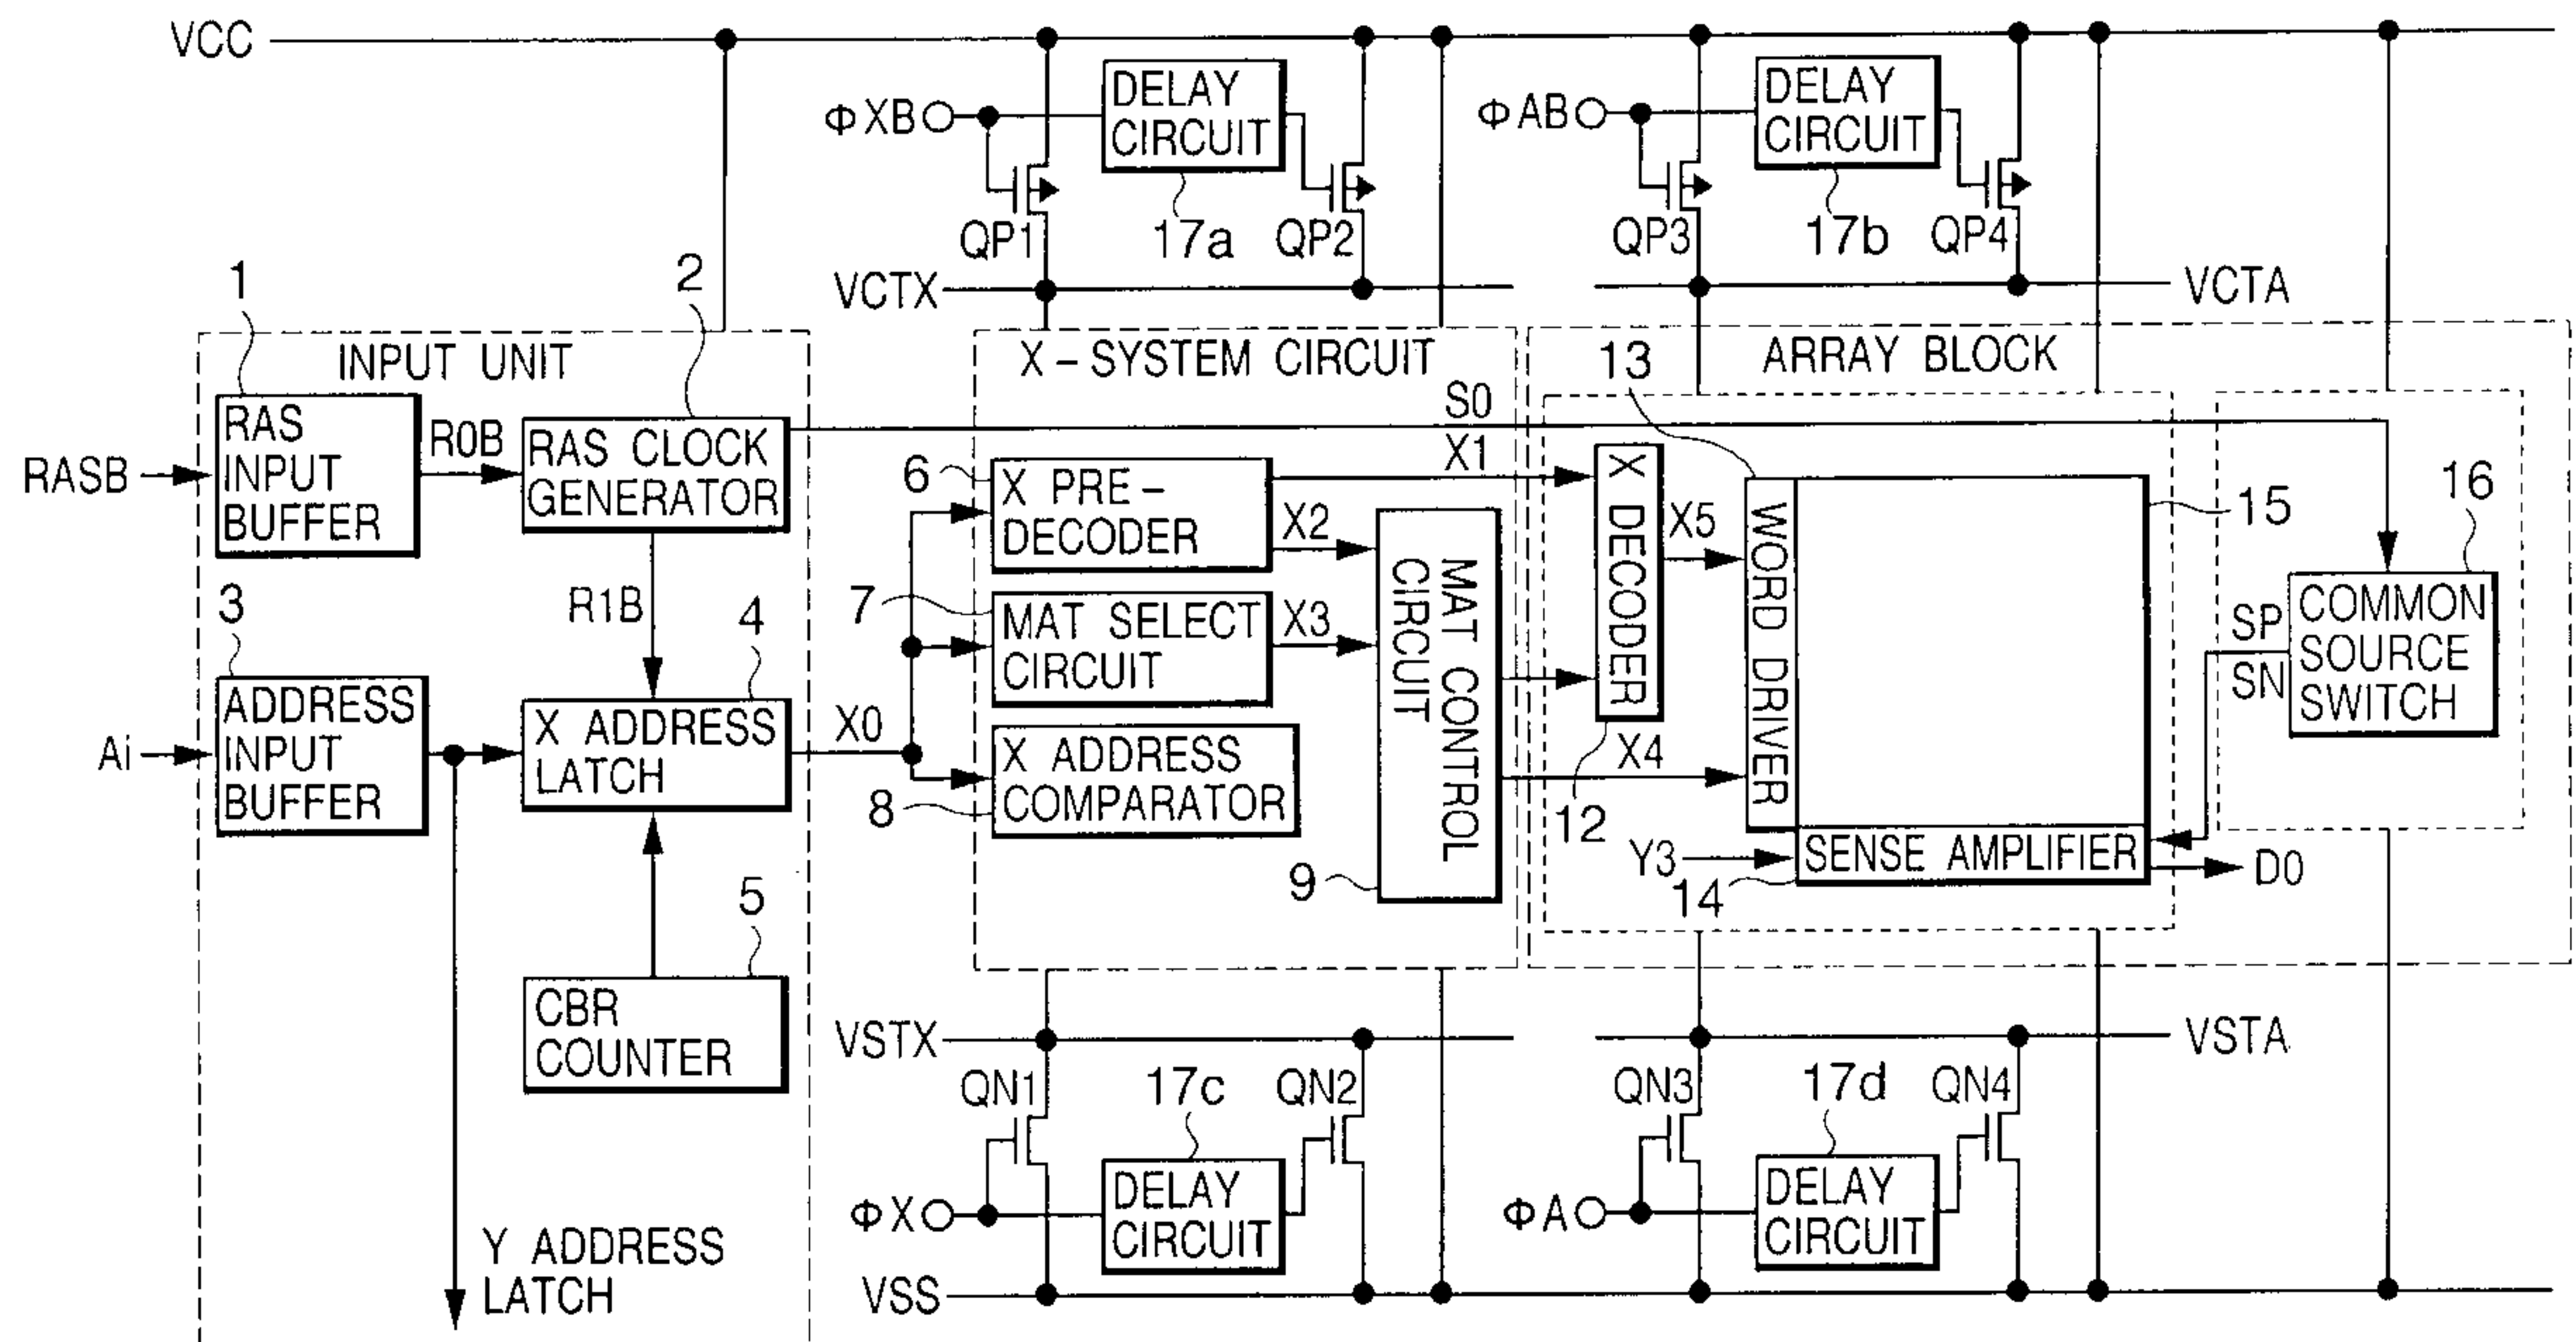 VCC
ΦXB
DELAY
CIRCUIT
ΦAB
DELAY
CIRCUIT
QP1
17a
QP2
QP3
17b
QP4
1
2
VCTX
VCTA
INPUT UNIT
X-SYSTEM CIRCUIT
13
ARRAY BLOCK
RASB
RAS
INPUT
BUFFER
R0B
RAS CLOCK
GENERATOR
S0
X1
6
X PRE-
DECODER
X2
X DECODER
X5
WORD DRIVER
15
16
3
R1B
4
7
MAT SELECT
CIRCUIT
X3
MAT CONTROL
CIRCUIT
SP
SN
COMMON
SOURCE
SWITCH
Ai
ADDRESS
INPUT
BUFFER
X ADDRESS
LATCH
X0
8
X ADDRESS
COMPARATOR
X4
12
5
9
Y3
14
SENSE AMPLIFIER
D0
CBR
COUNTER
VSTX
VSTA
QN1
17c
QN2
QN3
17d
QN4
ΦX
DELAY
CIRCUIT
ΦA
DELAY
CIRCUIT
Y ADDRESS
LATCH
VSS